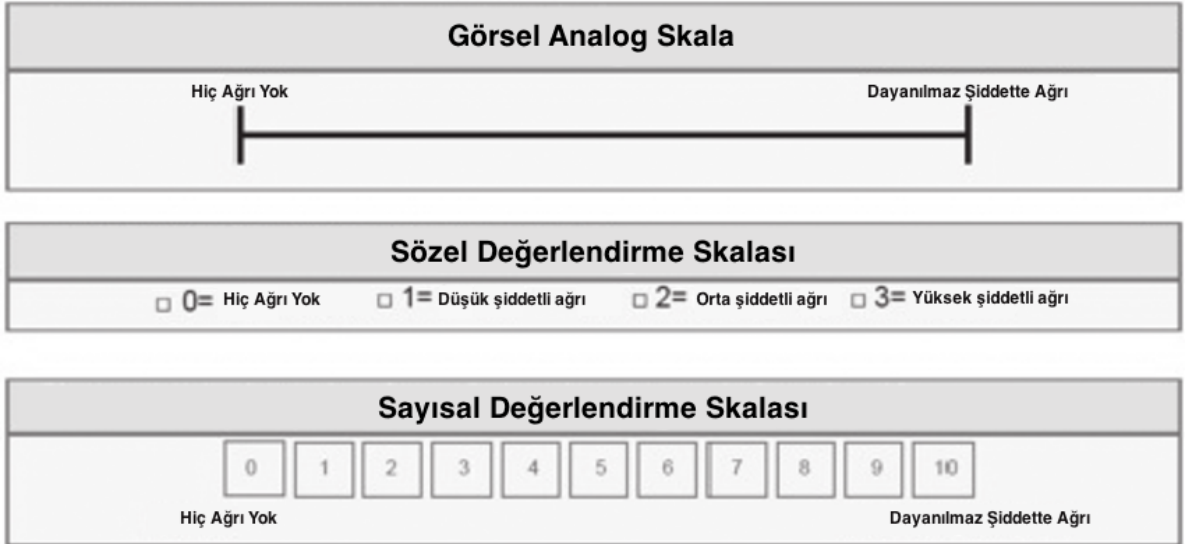 Görsel Analog Skala
Hiç Ağrı Yok Dayanılmaz Şiddette Ağrı
Sözel Değerlendirme Skalası
0= Hiç Ağrı Yok 1= Düşük şiddetli ağrı 2= Orta şiddetli ağrı 3= Yüksek şiddetli ağrı
Sayısal Değerlendirme Skalası
0 1 2 3 4 5 6 7 8 9 10
Hiç Ağrı Yok Dayanılmaz Şiddette Ağrı